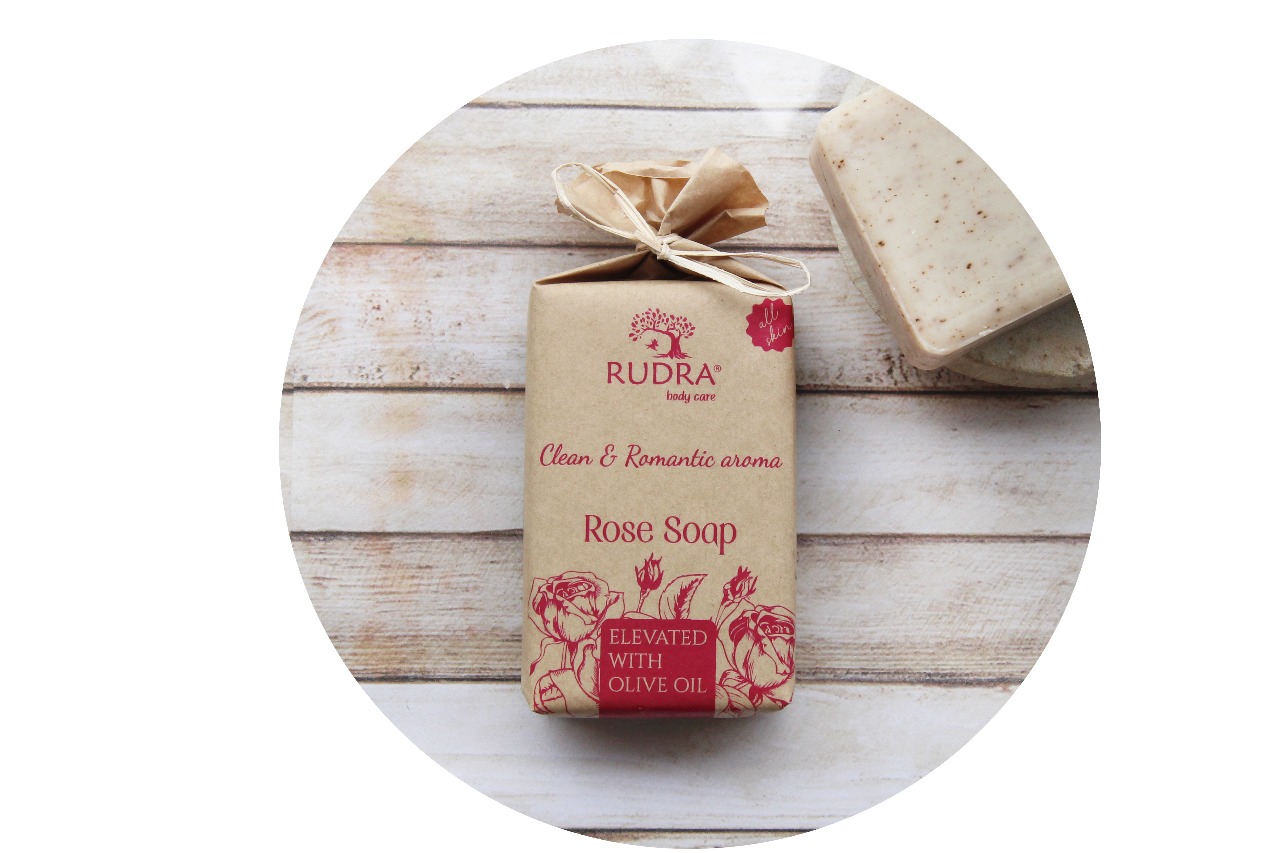 all
skin
RUDRA®
body care
Clean & Romantic aroma
Rose Soap
ELEVATED
WITH
OLIVE OIL